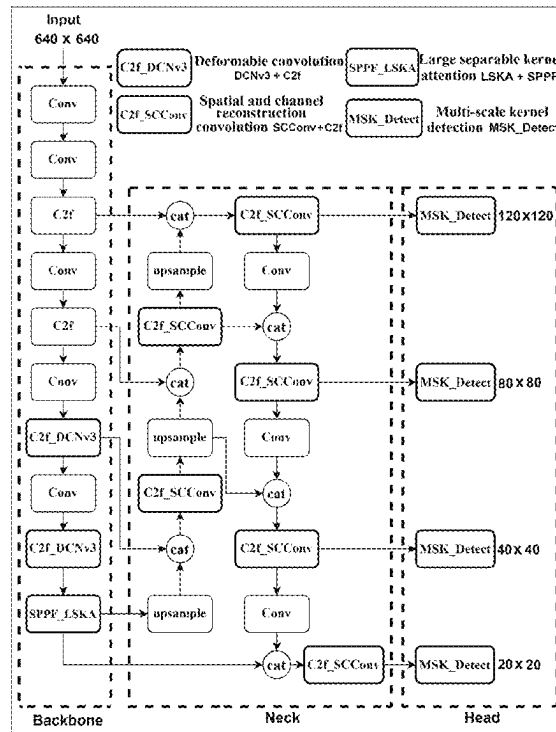 Input
640 x 640
C2f_DCNv3
Deformable convolution
DCNv3 + C2f
SPPF_LSKA
Large separable kernel
attention LSKA + SPPF
C2f_SCConv
Spatial and channel
reconstruction
convolution SCConv+C2f
MSK_Detect
Multi-scale kernel
detection MSK_Detect
Conv
Conv
C2f
Conv
C2f
Conv
C2f_DCNv3
Conv
C2f_DCNv3
SPPF_LSKA
Backbone
cat
upsample
C2f_SCConv
cat
upsample
C2f_SCConv
cat
upsample
C2f_SCConv
Conv
cat
C2f_SCConv
Conv
cat
C2f_SCConv
Conv
cat
C2f_SCConv
Neck
MSK_Detect 120 x 120
MSK_Detect 80 x 80
MSK_Detect 40 x 40
MSK_Detect 20 x 20
Head